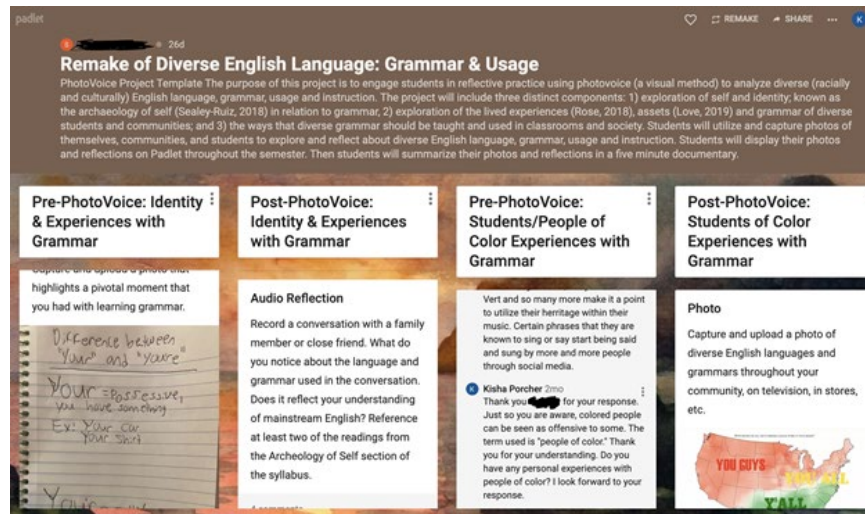 padlet
REMAKE
SHARE
K
S
26d
Remake of Diverse English Language: Grammar & Usage
PhotoVoice Project Template The purpose of this project is to engage students in reflective practice using photovoice (a visual method) to analyze diverse (racially
and culturally) English language, grammar, usage and instruction. The project will include three distinct components: 1) exploration of self and identity; known as
the archaeology of self (Sealey-Ruiz, 2018) in relation to grammar, 2) exploration of the lived experiences (Rose, 2018), assets (Love, 2019) and grammar of diverse
students and communities; and 3) the ways that diverse grammar should be taught and used in classrooms and society. Students will utilize and capture photos of
themselves, communities, and students to explore and reflect about diverse English language, grammar, usage and instruction. Students will display their photos
and reflections on Padlet throughout the semester. Then students will summarize their photos and reflections in a five minute documentary.
Pre-PhotoVoice: Identity
& Experiences with
Grammar
Capture and upload a photo that
highlights a pivotal moment that
you had with learning grammar.
Difference between
"Your" and "You're"
Your = Possessive,
you have something
Ex: Your Car
Your Shirt
Post-PhotoVoice:
Identity & Experiences
with Grammar
Audio Reflection
Record a conversation with a family
member or close friend. What do
you notice about the language and
grammar used in the conversation.
Does it reflect your understanding
of mainstream English? Reference
at least two of the readings from
the Archeology of Self section of
the syllabus.
Pre-PhotoVoice:
Students/People of
Color Experiences with
Grammar
Vert and so many more make it a point
to utilize their herritage within their
music. Certain phrases that they are
known to sing or say start being said
and sung by more and more people
through social media.
K
Kisha Porcher 2mo
Thank you for your response.
Just so you are aware, colored people
can be seen as offensive to some. The
term used is "people of color." Thank
you for your understanding. Do you
have any personal experiences with
people of color? I look forward to your
response.
Post-PhotoVoice:
Students of Color
Experiences with
Grammar
Photo
Capture and upload a photo of
diverse English languages and
grammars throughout your
community, on television, in stores,
etc.
YOU GUYS
YOU ALL
Y'ALL